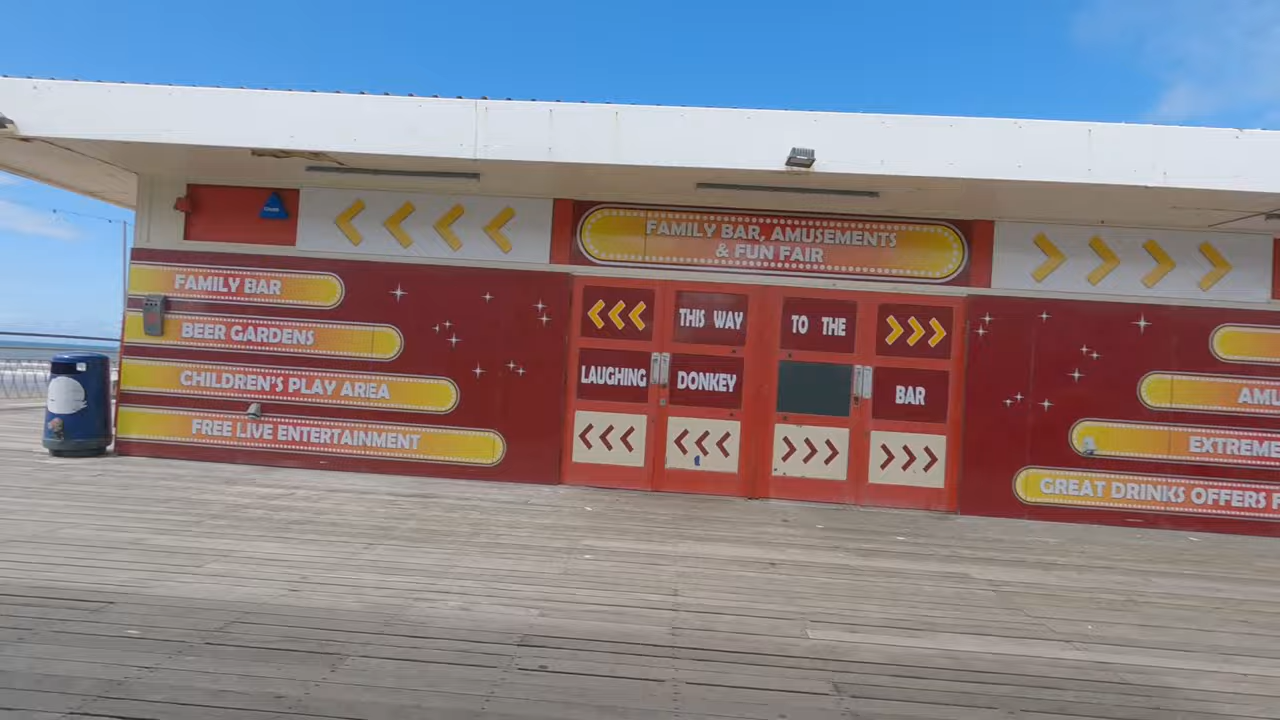 FAMILY BAR, AMUSEMENTS
& FUN FAIR
FAMILY BAR
BEER GARDENS
CHILDREN'S PLAY AREA
FREE LIVE ENTERTAINMENT
THIS WAY TO THE
LAUGHING DONKEY BAR
EXTREME
GREAT DRINKS OFFERS